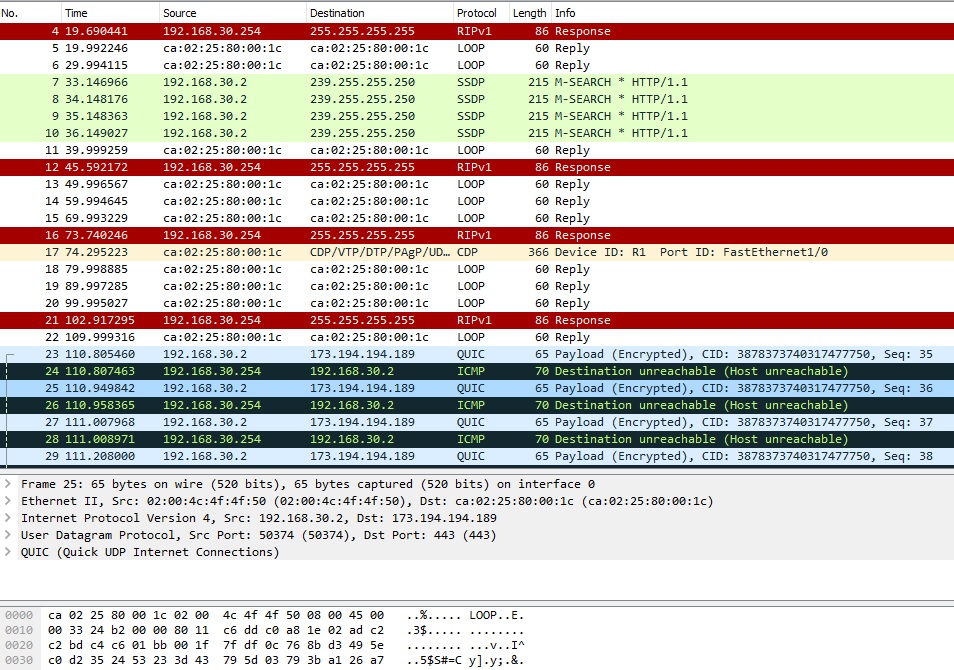 No. Time Source Destination Protocol Length Info
4 19.690441 192.168.30.254 255.255.255.255 RIPv1 86 Response
5 19.992246 ca:02:25:80:00:1c ca:02:25:80:00:1c LOOP 60 Reply
6 29.994115 ca:02:25:80:00:1c ca:02:25:80:00:1c LOOP 60 Reply
7 33.146966 192.168.30.2 239.255.255.250 SSDP 215 M-SEARCH * HTTP/1.1
8 34.148176 192.168.30.2 239.255.255.250 SSDP 215 M-SEARCH * HTTP/1.1
9 35.148363 192.168.30.2 239.255.255.250 SSDP 215 M-SEARCH * HTTP/1.1
10 36.149027 192.168.30.2 239.255.255.250 SSDP 215 M-SEARCH * HTTP/1.1
11 39.999259 ca:02:25:80:00:1c ca:02:25:80:00:1c LOOP 60 Reply
12 45.592172 192.168.30.254 255.255.255.255 RIPv1 86 Response
13 49.996567 ca:02:25:80:00:1c ca:02:25:80:00:1c LOOP 60 Reply
14 59.994645 ca:02:25:80:00:1c ca:02:25:80:00:1c LOOP 60 Reply
15 69.993229 ca:02:25:80:00:1c ca:02:25:80:00:1c LOOP 60 Reply
16 73.740246 192.168.30.254 255.255.255.255 RIPv1 86 Response
17 74.295223 ca:02:25:80:00:1c CDP/VTP/DTP/PAgP/UD… CDP 366 Device ID: R1 Port ID: FastEthernet1/0
18 79.998885 ca:02:25:80:00:1c ca:02:25:80:00:1c LOOP 60 Reply
19 89.997285 ca:02:25:80:00:1c ca:02:25:80:00:1c LOOP 60 Reply
20 99.995027 ca:02:25:80:00:1c ca:02:25:80:00:1c LOOP 60 Reply
21 102.917295 192.168.30.254 255.255.255.255 RIPv1 86 Response
22 109.999316 ca:02:25:80:00:1c ca:02:25:80:00:1c LOOP 60 Reply
23 110.805460 192.168.30.2 173.194.194.189 QUIC 65 Payload (Encrypted), CID: 3878373740317477750, Seq: 35
24 110.807463 192.168.30.254 192.168.30.2 ICMP 70 Destination unreachable (Host unreachable)
25 110.949842 192.168.30.2 173.194.194.189 QUIC 65 Payload (Encrypted), CID: 3878373740317477750, Seq: 36
26 110.958365 192.168.30.254 192.168.30.2 ICMP 70 Destination unreachable (Host unreachable)
27 111.007968 192.168.30.2 173.194.194.189 QUIC 65 Payload (Encrypted), CID: 3878373740317477750, Seq: 37
28 111.008971 192.168.30.254 192.168.30.2 ICMP 70 Destination unreachable (Host unreachable)
29 111.208000 192.168.30.2 173.194.194.189 QUIC 65 Payload (Encrypted), CID: 3878373740317477750, Seq: 38
Frame 25: 65 bytes on wire (520 bits), 65 bytes captured (520 bits) on interface 0
Ethernet II, Src: 02:00:4c:4f:4f:50 (02:00:4c:4f:4f:50), Dst: ca:02:25:80:00:1c (ca:02:25:80:00:1c)
Internet Protocol Version 4, Src: 192.168.30.2, Dst: 173.194.194.189
User Datagram Protocol, Src Port: 50374 (50374), Dst Port: 443 (443)
QUIC (Quick UDP Internet Connections)
0000 ca 02 25 80 00 1c 02 00 4c 4f 4f 50 08 00 45 00 ..%..... LOOP..E.
0010 00 33 24 b2 00 00 80 11 c6 dd c0 a8 1e 02 ad c2 .3$..... ........
0020 c2 bd c4 c6 01 bb 00 1f 7f df 0c 76 8b d3 49 5e ........ ...v..I^
0030 c0 d2 35 24 53 23 3d 43 79 5d 03 79 3b a1 26 a7 ..5$S#=C y].y;.&.